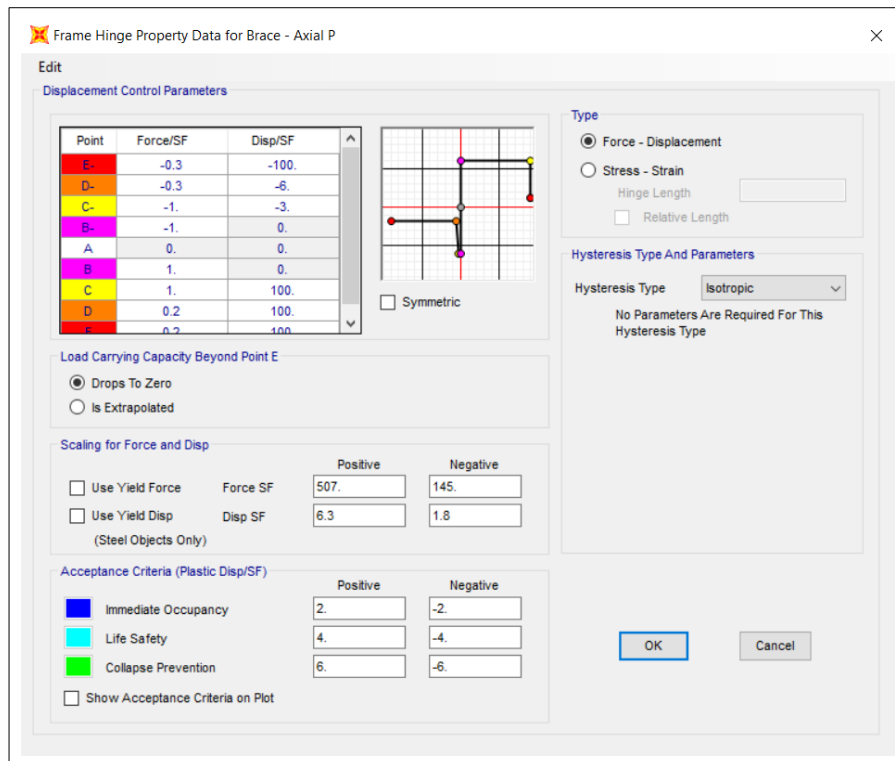 Frame Hinge Property Data for Brace - Axial P
Edit
Displacement Control Parameters
Point Force/SF Disp/SF
E- -0.3 -100.
D- -0.3 -6.
C- -1. -3.
B- -1. 0.
A 0. 0.
B 1. 0.
C 1. 100.
D 0.2 100.
E 0.2 100.
Symmetric
Load Carrying Capacity Beyond Point E
Drops To Zero
Is Extrapolated
Scaling for Force and Disp
Positive Negative
Use Yield Force Force SF 507. 145.
Use Yield Disp Disp SF 6.3 1.8
(Steel Objects Only)
Acceptance Criteria (Plastic Disp/SF)
Positive Negative
Immediate Occupancy 2. -2.
Life Safety 4. -4.
Collapse Prevention 6. -6.
Show Acceptance Criteria on Plot
Type
Force - Displacement
Stress - Strain
Hinge Length
Relative Length
Hysteresis Type And Parameters
Hysteresis Type Isotropic
No Parameters Are Required For This
Hysteresis Type
OK Cancel